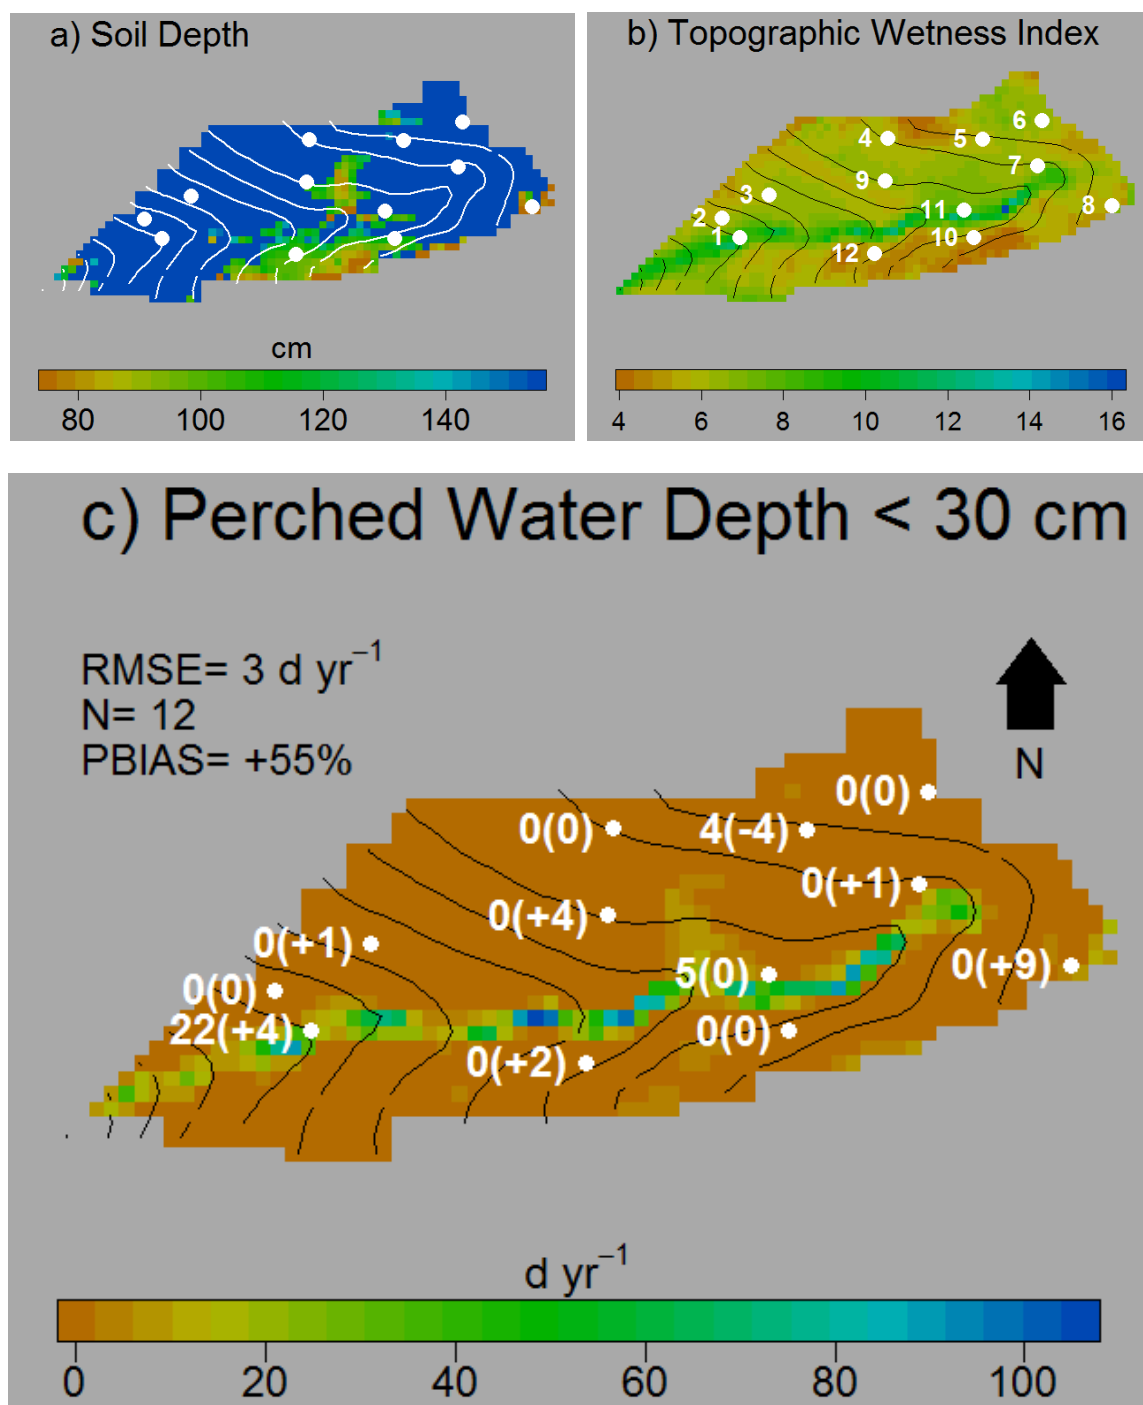 a) Soil Depth
cm
80 100 120 140
b) Topographic Wetness Index
6
4 5
7
9
3
8
2 11
1 10
12
4 6 8 10 12 14 16
c) Perched Water Depth < 30 cm
RMSE= 3 d yr⁻¹
N= 12
PBIAS= +55%
N
0(0)
0(0) 4(-4)
0(+1)
0(+4)
0(+1)
5(0) 0(+9)
0(0)
22(+4) 0(0)
0(+2)
d yr⁻¹
0 20 40 60 80 100